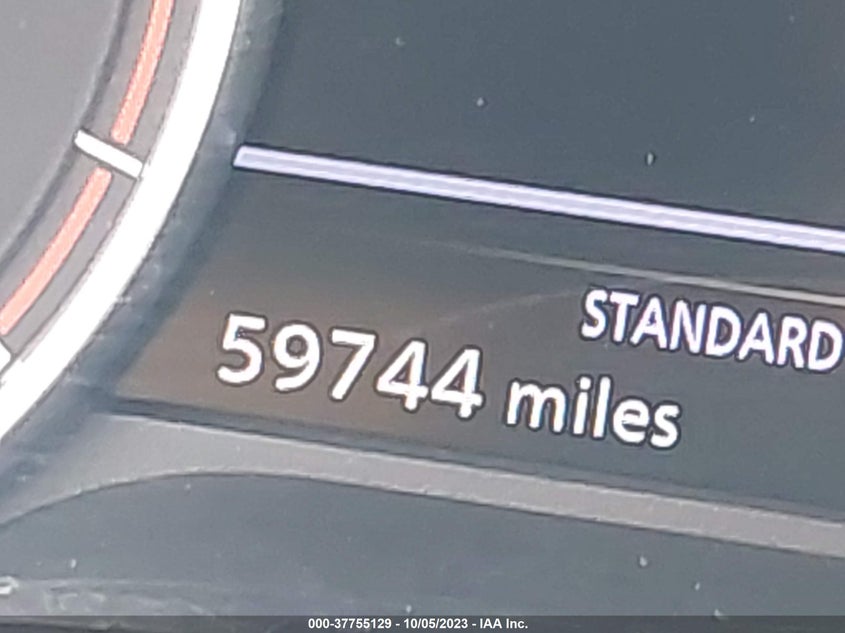 STANDARD
59744 miles
000-37755129 - 10/05/2023 - IAA Inc.